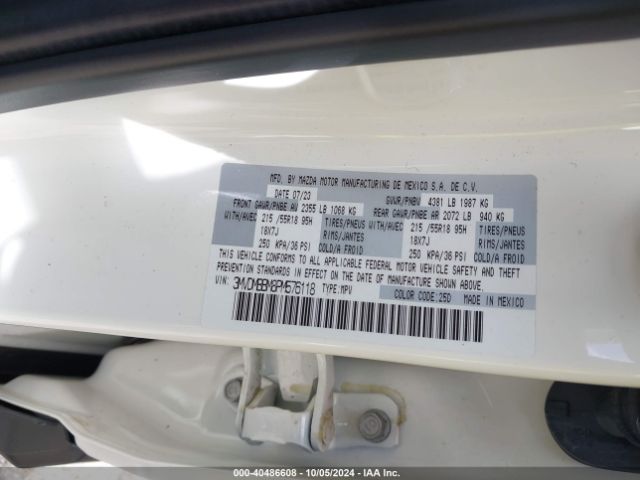 MFD. BY MAZDA MOTOR MANUFACTURING DE MEXICO S.A. DE C.V.
DATE 07/23 GVWR/PNBV 4381 LB 1987 KG
FRONT GAWR/PNBE AV 2355 LB 1068 KG REAR GAWR/PNBE AR 2072 LB 940 KG
WITH/AVEC 215 /55R18 95H TIRES/PNEUS WITH/AVEC 215 /55R18 95H TIRES/PNEUS
18X7J RIMS/JANTES 18X7J RIMS/JANTES
250 KPA/36 PSI COLD/A FROID 250 KPA/36 PSI COLD/A FROID
THIS VEHICLE CONFORMS TO ALL APPLICABLE FEDERAL MOTOR VEHICLE SAFETY AND THEFT
PREVENTION STANDARDS IN EFFECT ON THE DATE OF MANUFACTURE SHOWN ABOVE.
VIN: TYPE: MPV
COLOR CODE: 25D MADE IN MEXICO
000-40486608 - 10/05/2024 - IAA Inc.